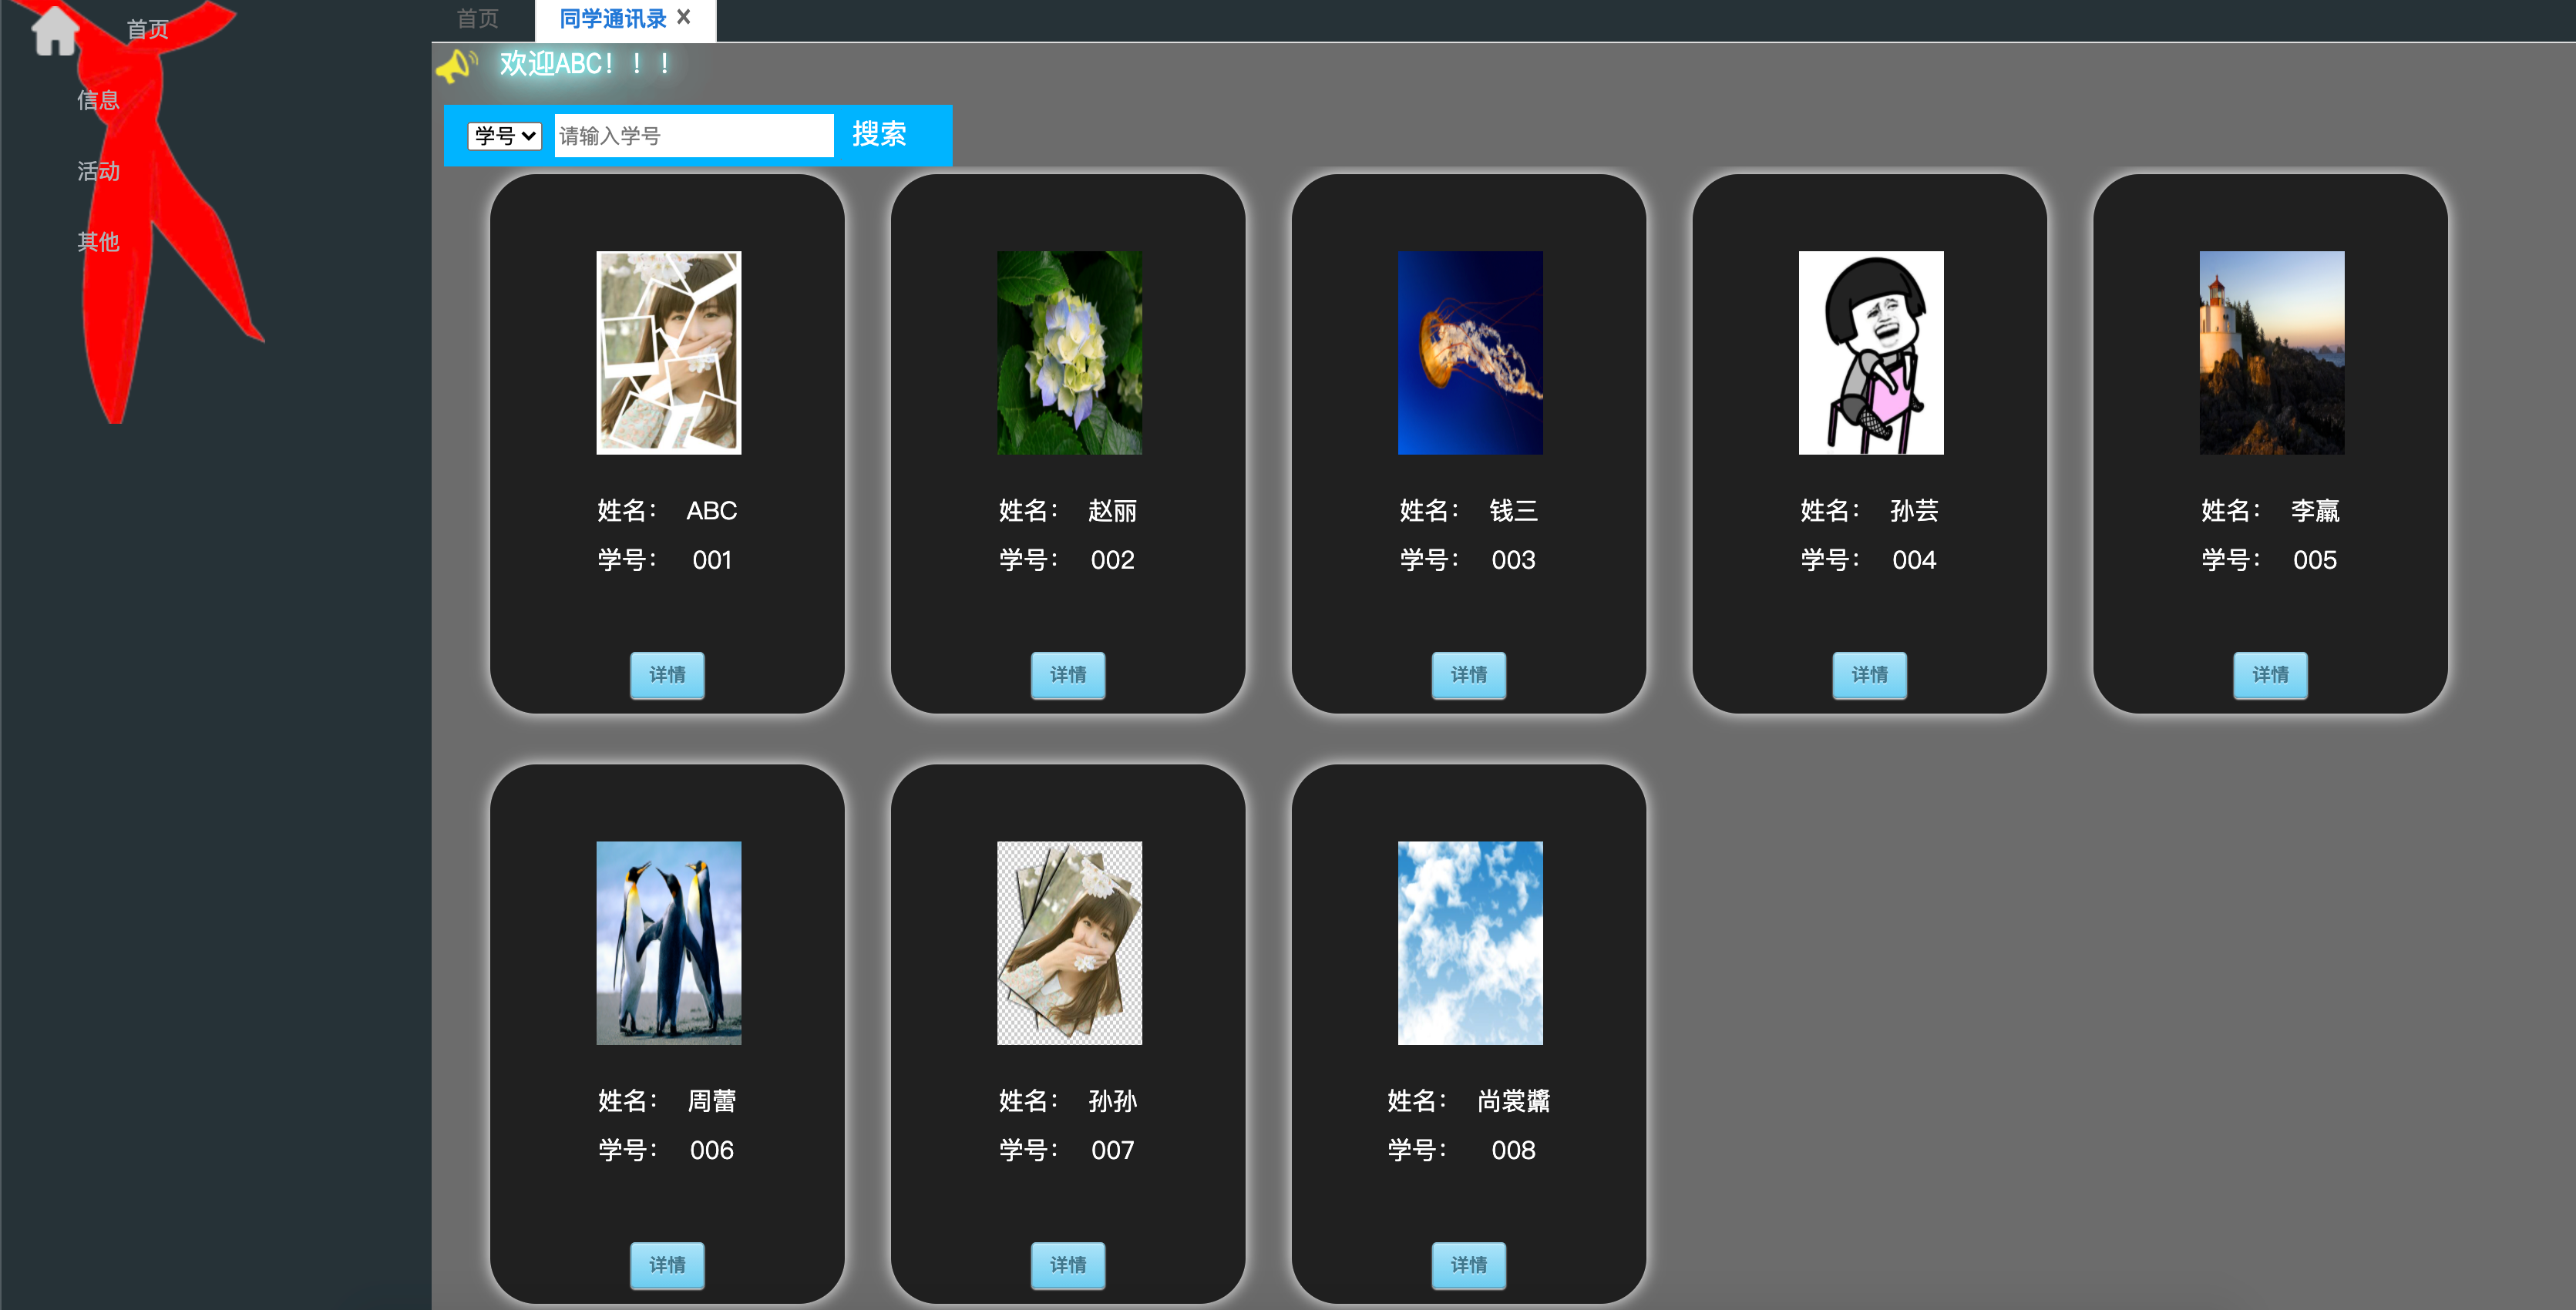 首页
信息
活动
其他
首页 同学通讯录 X
欢迎ABC！！！
学号 请输入学号 搜索
姓名： ABC
学号： 001
详情
姓名： 赵丽
学号： 002
详情
姓名： 钱三
学号： 003
详情
姓名： 孙芸
学号： 004
详情
姓名： 李羸
学号： 005
详情
姓名： 周蕾
学号： 006
详情
姓名： 孙孙
学号： 007
详情
姓名： 尚裳
学号： 008
详情